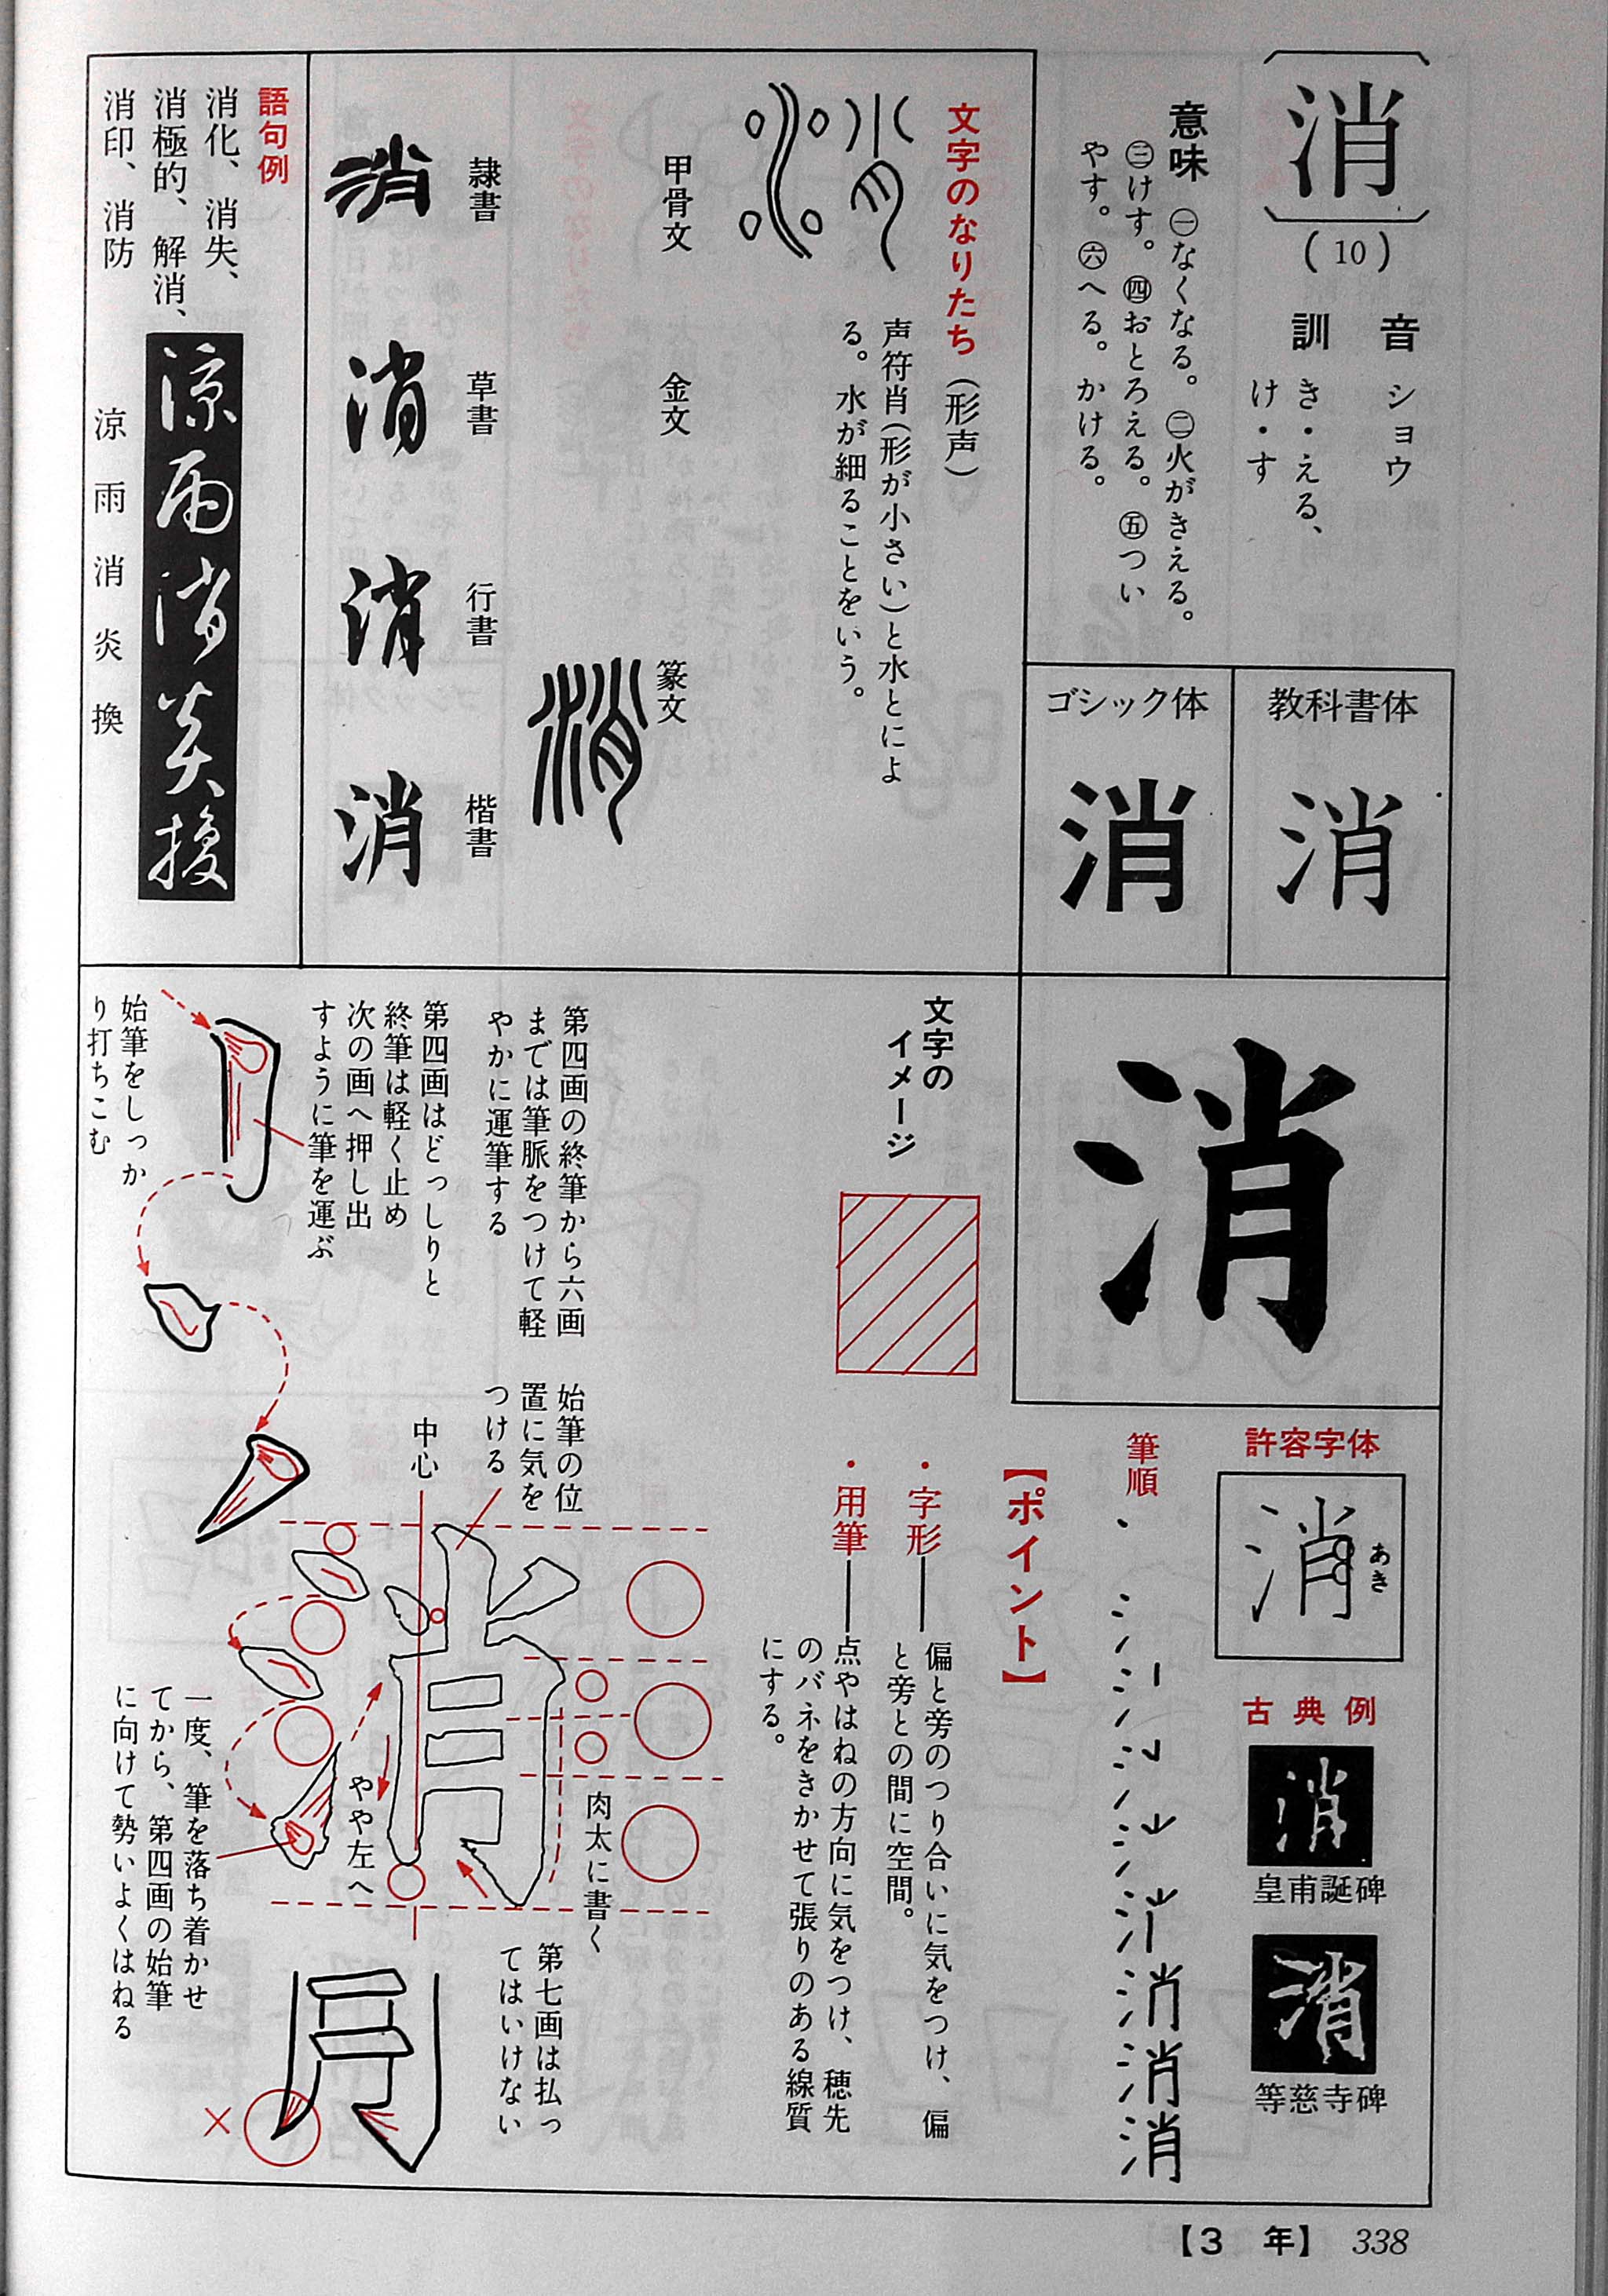 消
(10)
音 ショウ
訓 き・える、
け・す
意味 ㊀なくなる。㊁火がきえる。
㊂けす。㊃おとろえる。㊄つい
やす。㊅へる。かける。
教科書体
消
ゴシック体
消
文字のなりたち(形声)
声符肖(形が小さい)と水とによ
る。水が細ることをいう。
甲骨文
金文
篆文
消
隷書
消
草書
消
行書
消
楷書
消
語句例
消化、消失、
消極的、解消、
消印、消防
涼雨消炎換
涼雨消炎換
消
許容字体
消
あき
古典例
消
皇甫誕碑
消
等慈寺碑
筆順
消
文字の
イメージ
【ポイント】
・字形―偏と旁のつり合いに気をつけ、偏
と旁との間に空間。
・用筆―点やはねの方向に気をつけ、穂先
のバネをきかせて張りのある線質
にする。
第四画の終筆から六画
までは筆脈をつけて軽
やかに運筆する
第四画はどっしりと
終筆は軽く止め
次の画へ押し出
すように筆を運ぶ
始筆をしっか
り打ちこむ
始筆の位
置に気を
つける
中心
肉太に書く
やや左へ
一度、筆を落ち着かせ
てから、第四画の始筆
に向けて勢いよくはねる
第七画は払っ
てはいけない
×
【3 年】 338